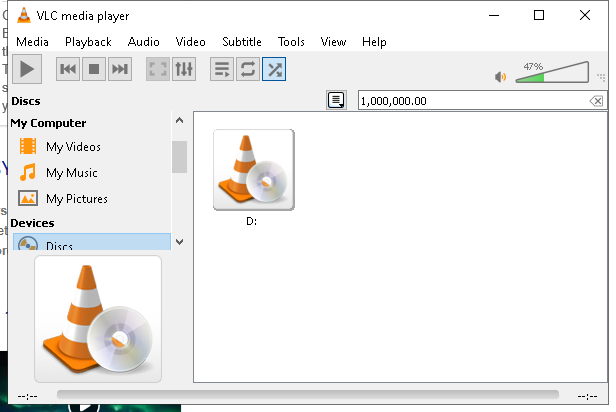 VLC media player
Media Playback Audio Video Subtitle Tools View Help
47%
Discs
1,000,000.00
My Computer
My Videos
My Music
My Pictures
Devices
Discs
D:
--:-- --:--